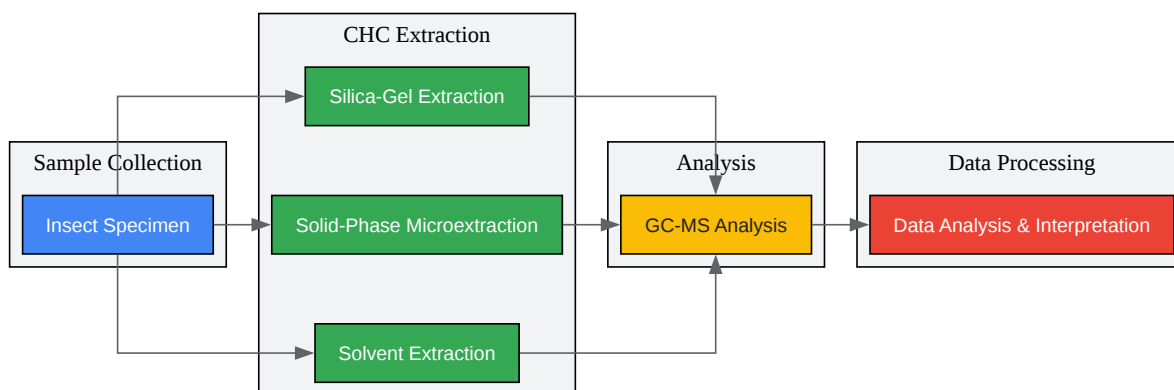 CHC Extraction
Silica-Gel Extraction
Sample Collection
Analysis
Data Processing
Insect Specimen
Solid-Phase Microextraction
GC-MS Analysis
Data Analysis & Interpretation
Solvent Extraction